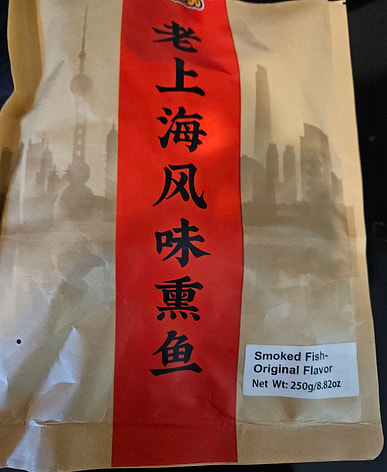 老上海风味熏鱼
Smoked Fish-
Original Flavor
Net Wt: 250g/8.82oz